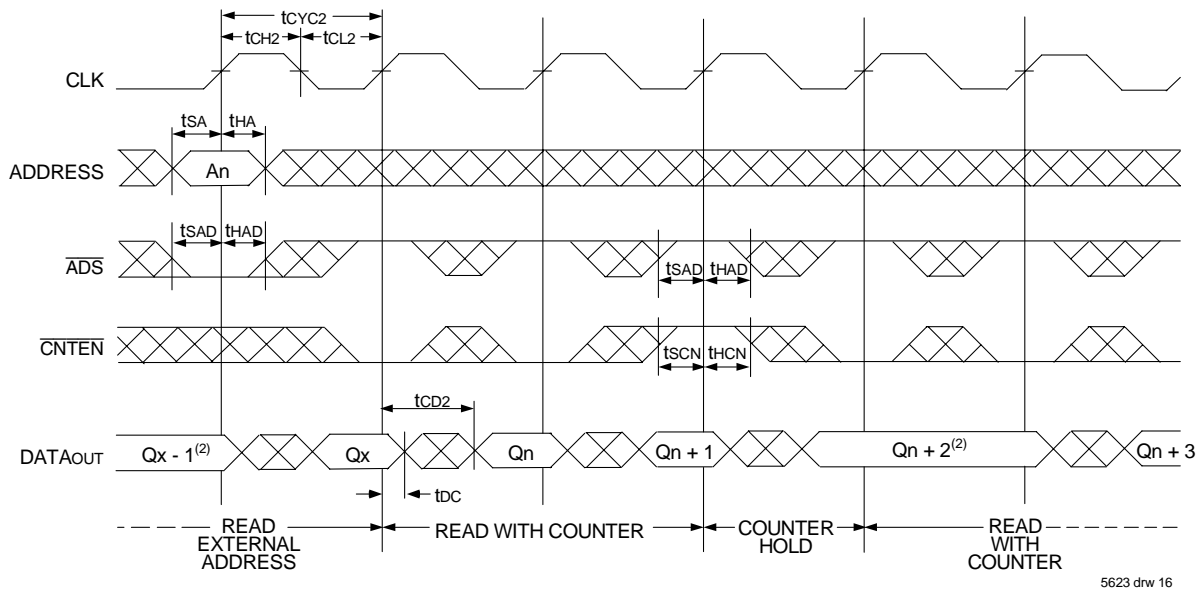 tCYC2
tCH2 tCL2
CLK
tSA tHA
ADDRESS An
tSAD tHAD
ADS tSAD tHAD
CNTEN
tSCN tHCN
tCD2
DATAOUT Qx - 1(2) Qx Qn Qn + 1 Qn + 2(2) Qn + 3
tDC
READ EXTERNAL ADDRESS
READ WITH COUNTER
COUNTER HOLD
READ WITH COUNTER
5623 drw 16